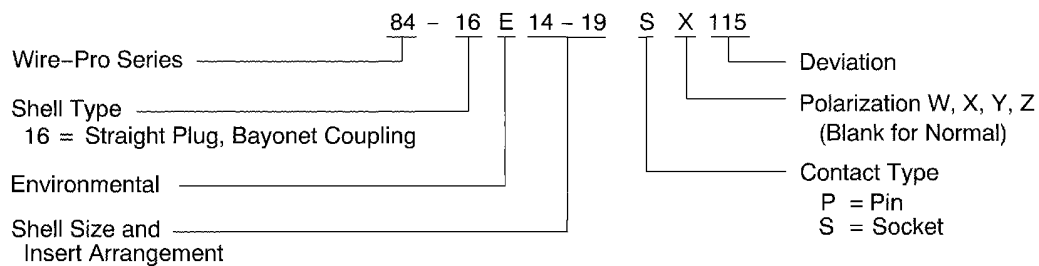 84 - 16 E 14 - 19 S X 115
Wire-Pro Series
Shell Type
16 = Straight Plug, Bayonet Coupling
Environmental
Shell Size and
Insert Arrangement
Deviation
Polarization W, X, Y, Z
(Blank for Normal)
Contact Type
P = Pin
S = Socket